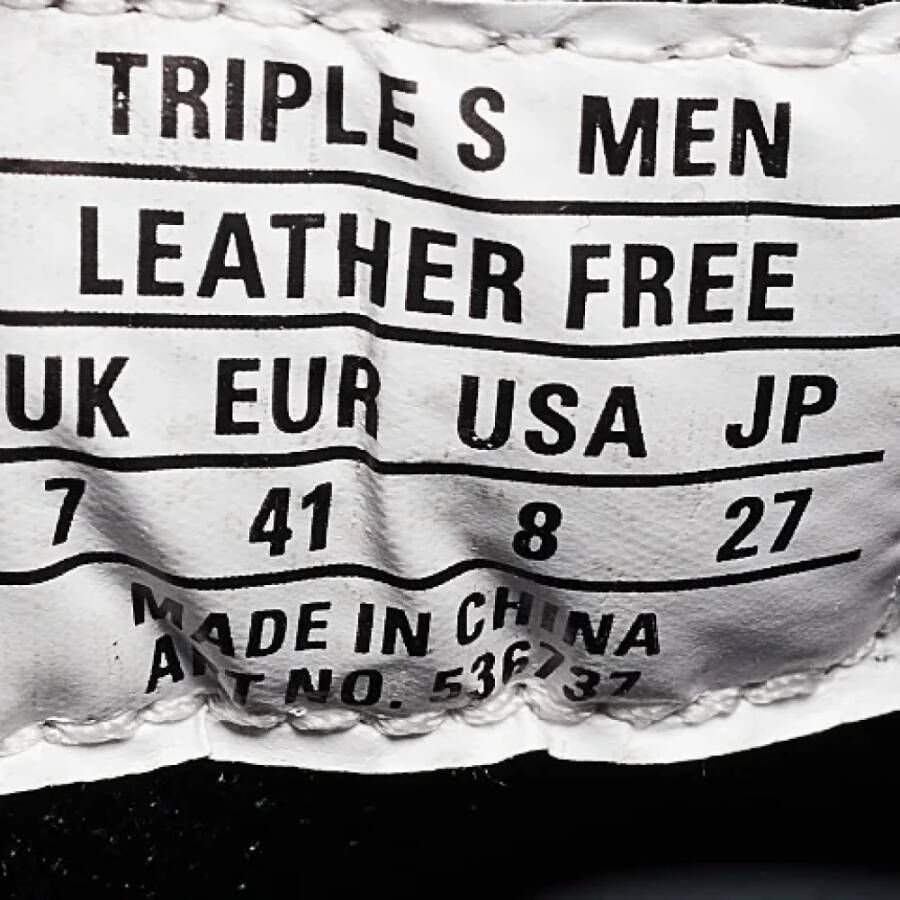 TRIPLE S MEN
LEATHER FREE
UK EUR USA JP
7 41 8 27
MADE IN CHINA
ART NO. 536737